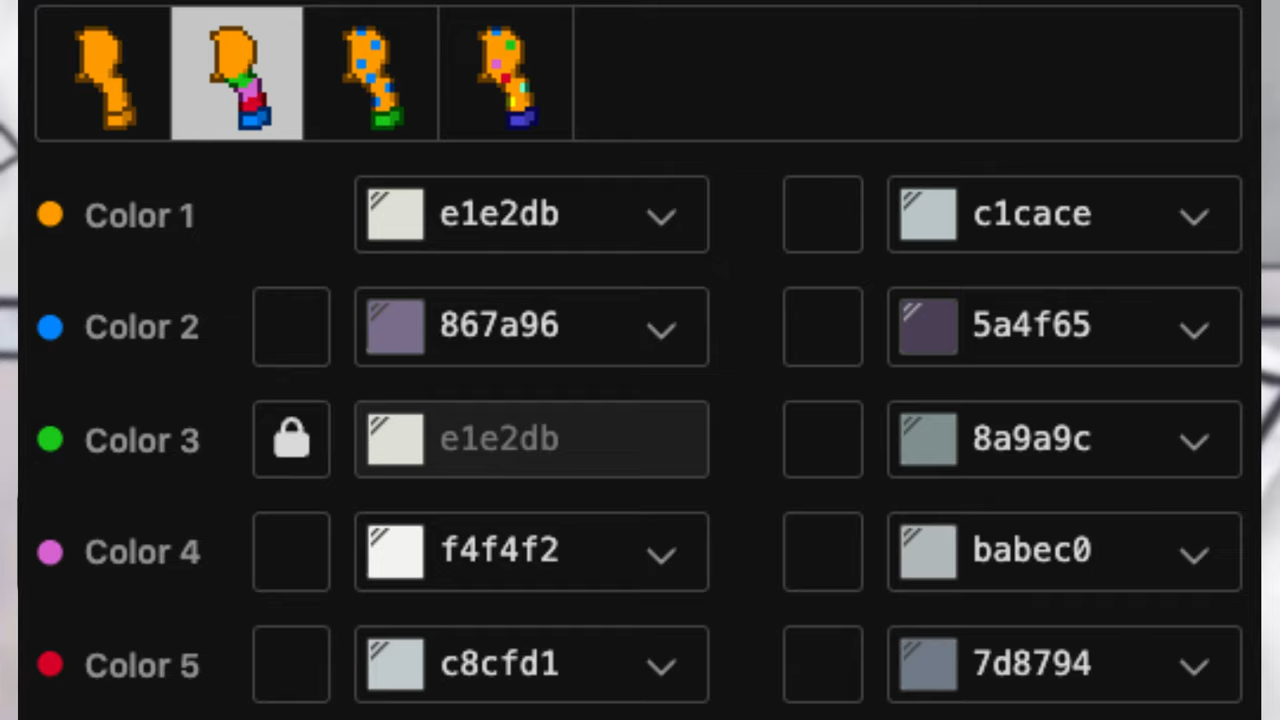 Color 1 e1e2db c1cace
Color 2 867a96 5a4f65
Color 3 e1e2db 8a9a9c
Color 4 f4f4f2 babec0
Color 5 c8cfd1 7d8794